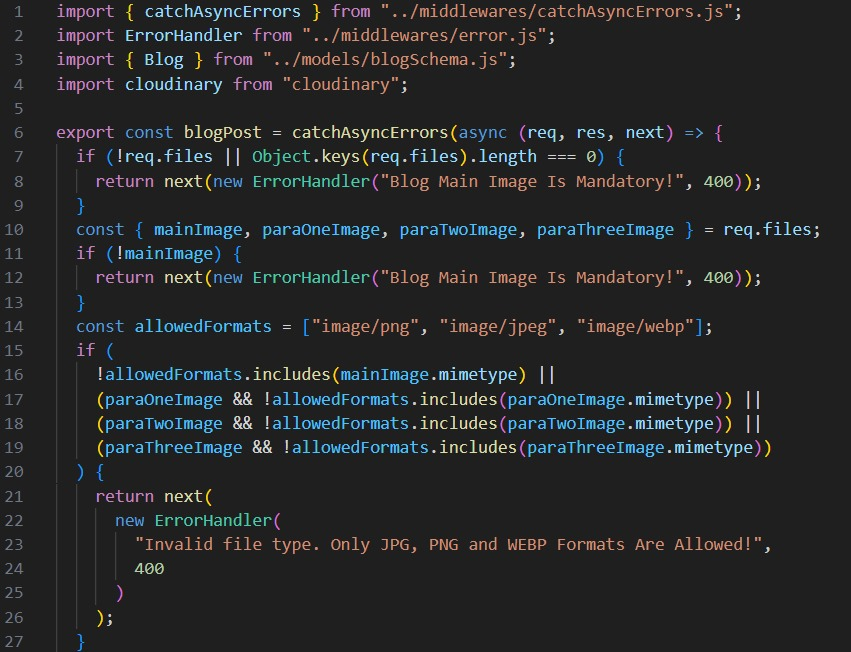 1 import { catchAsyncErrors } from "../middlewares/catchAsyncErrors.js";
2 import ErrorHandler from "../middlewares/error.js";
3 import { Blog } from "../models/blogSchema.js";
4 import cloudinary from "cloudinary";
5
6 export const blogPost = catchAsyncErrors(async (req, res, next) => {
7   if (!req.files || Object.keys(req.files).length === 0) {
8     return next(new ErrorHandler("Blog Main Image Is Mandatory!", 400));
9   }
10   const { mainImage, paraOneImage, paraTwoImage, paraThreeImage } = req.files;
11   if (!mainImage) {
12     return next(new ErrorHandler("Blog Main Image Is Mandatory!", 400));
13   }
14   const allowedFormats = ["image/png", "image/jpeg", "image/webp"];
15   if (
16     !allowedFormats.includes(mainImage.mimetype) ||
17     (paraOneImage && !allowedFormats.includes(paraOneImage.mimetype)) ||
18     (paraTwoImage && !allowedFormats.includes(paraTwoImage.mimetype)) ||
19     (paraThreeImage && !allowedFormats.includes(paraThreeImage.mimetype))
20   ) {
21     return next(
22       new ErrorHandler(
23         "Invalid file type. Only JPG, PNG and WEBP Formats Are Allowed!",
24         400
25       )
26     );
27   }